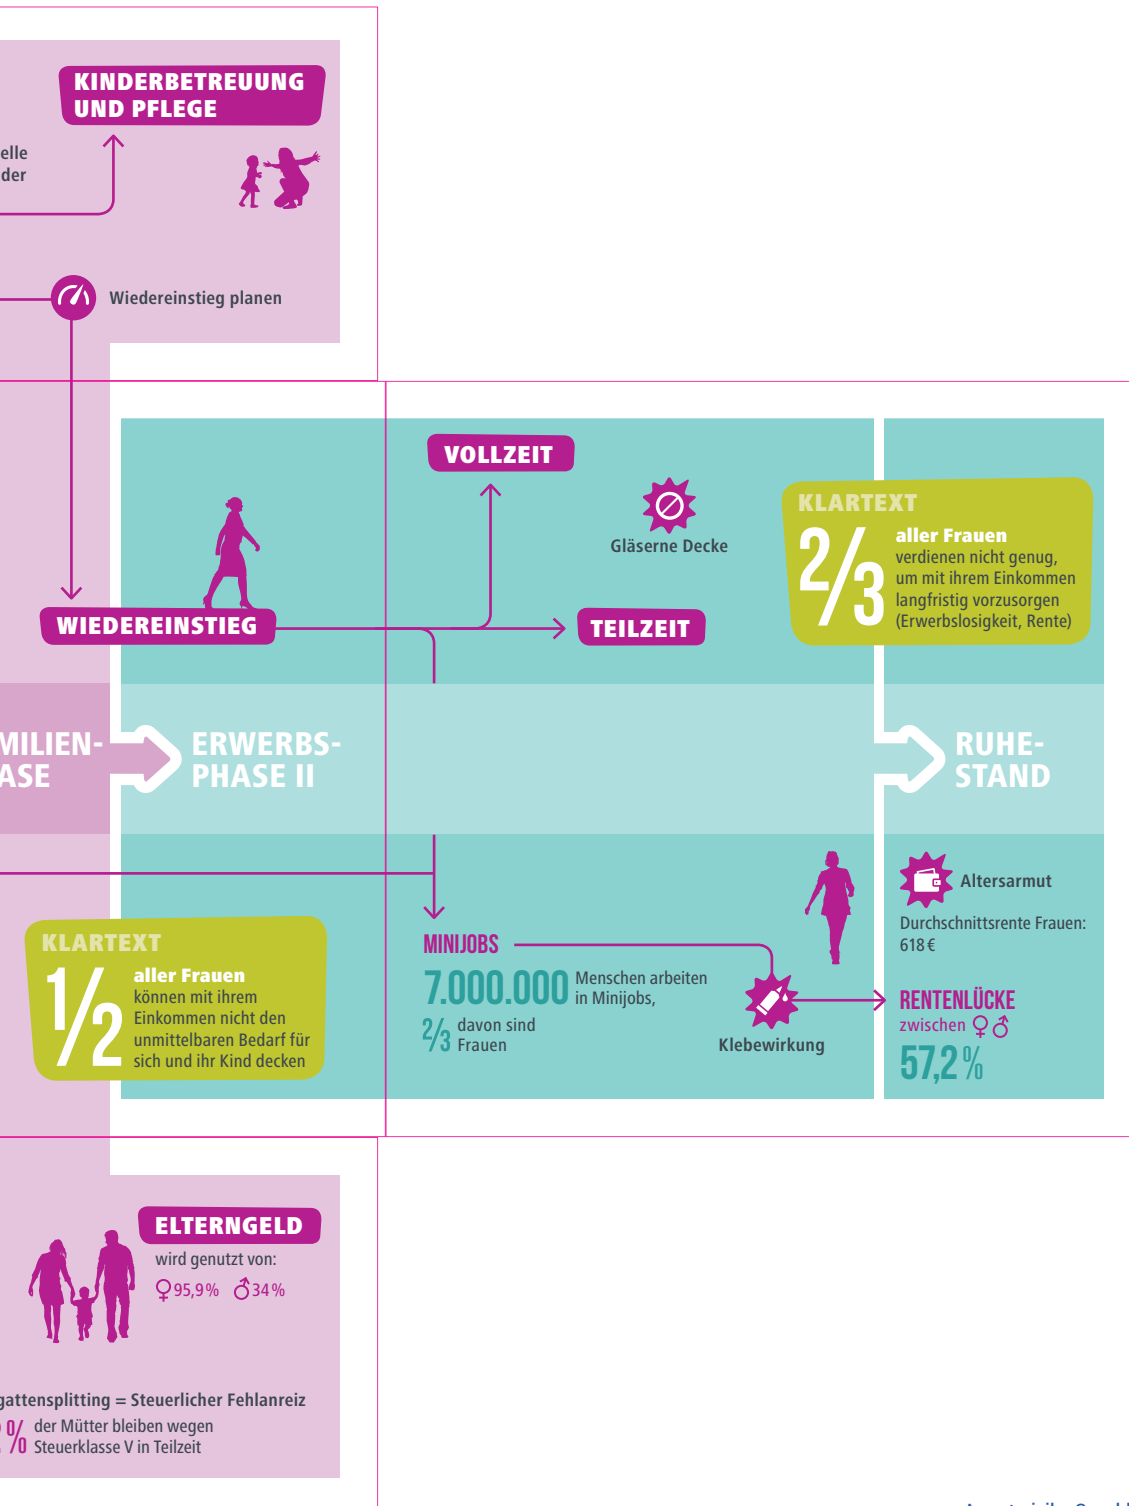 KINDERBETREUUNG
UND PFLEGE
elle
der
Wiedereinstieg planen
VOLLZEIT
Gläserne Decke
KLARTEXT
2/3 aller Frauen
verdienen nicht genug,
um mit ihrem Einkommen
langfristig vorzusorgen
(Erwerbslosigkeit, Rente)
WIEDEREINSTIEG
TEILZEIT
MILIEN-
ASE
ERWERBS-
PHASE II
RUHE-
STAND
KLARTEXT
1/2 aller Frauen
können mit ihrem
Einkommen nicht den
unmittelbaren Bedarf für
sich und ihr Kind decken
MINIJOBS
7.000.000 Menschen arbeiten
in Minijobs,
2/3 davon sind
Frauen
Klebewirkung
Altersarmut
Durchschnittsrente Frauen:
618 €
RENTENLÜCKE
zwischen ♀ ♂
57,2 %
ELTERNGELD
wird genutzt von:
♀ 95,9 % ♂ 34 %
gattensplitting = Steuerlicher Fehlanreiz
% der Mütter bleiben wegen
Steuerklasse V in Teilzeit